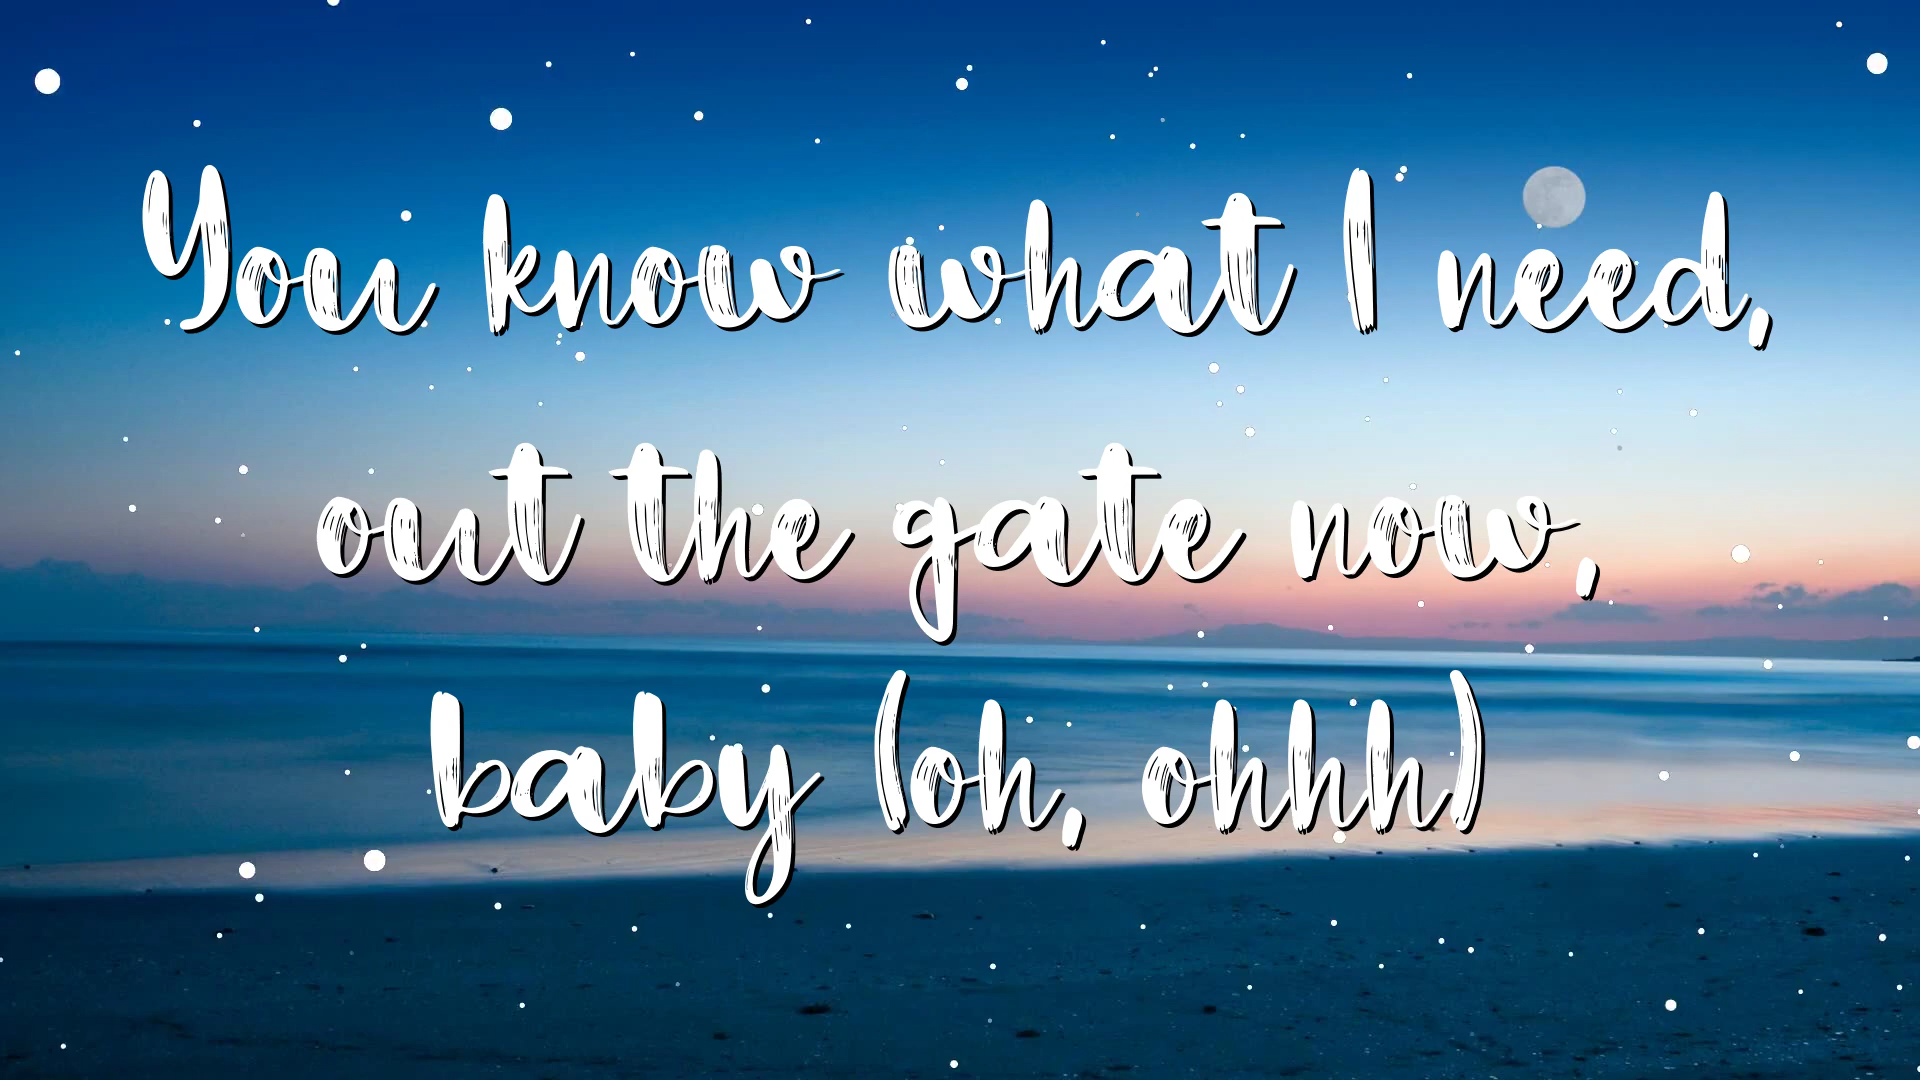 You know what I need,
out the gate now,
baby (oh, ohhh)